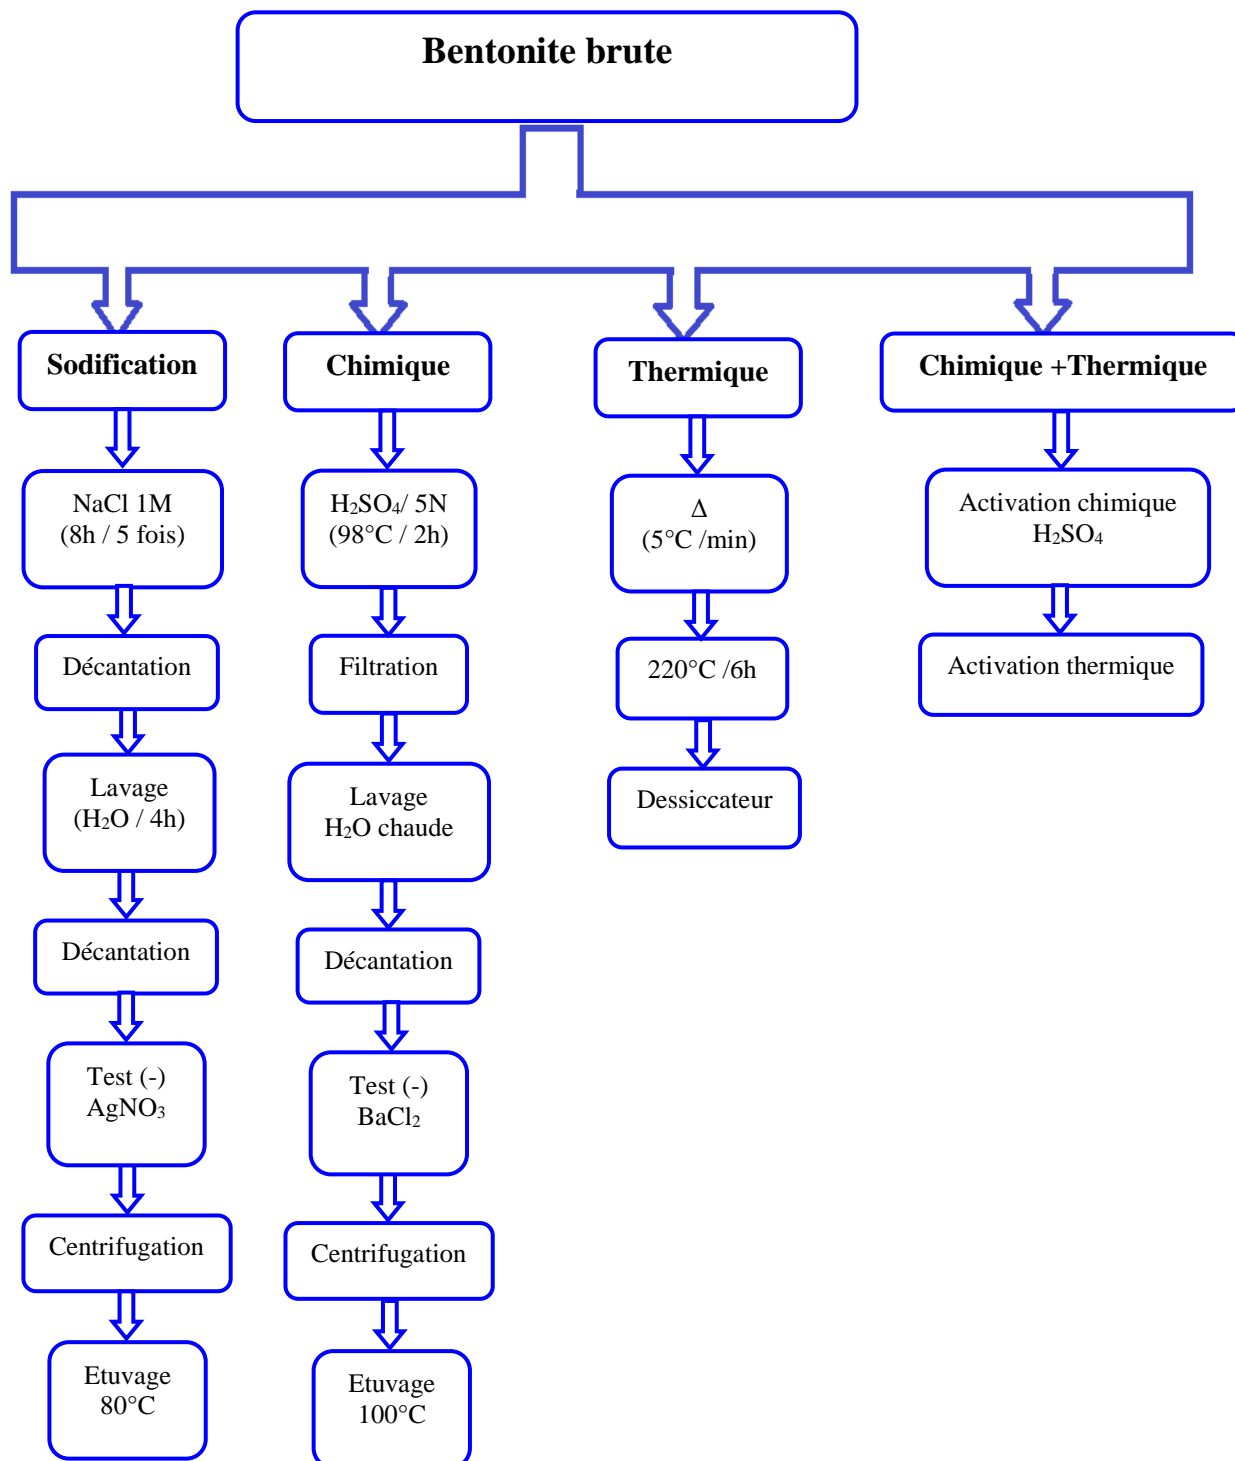 Bentonite brute
Sodification
NaCl 1M
(8h / 5 fois)
Décantation
Lavage
(H₂O / 4h)
Décantation
Test (-)
AgNO₃
Centrifugation
Etuvage
80°C
Chimique
H₂SO₄/ 5N
(98°C / 2h)
Filtration
Lavage
H₂O chaude
Décantation
Test (-)
BaCl₂
Centrifugation
Etuvage
100°C
Thermique
Δ
(5°C /min)
220°C /6h
Dessiccateur
Chimique +Thermique
Activation chimique
H₂SO₄
Activation thermique